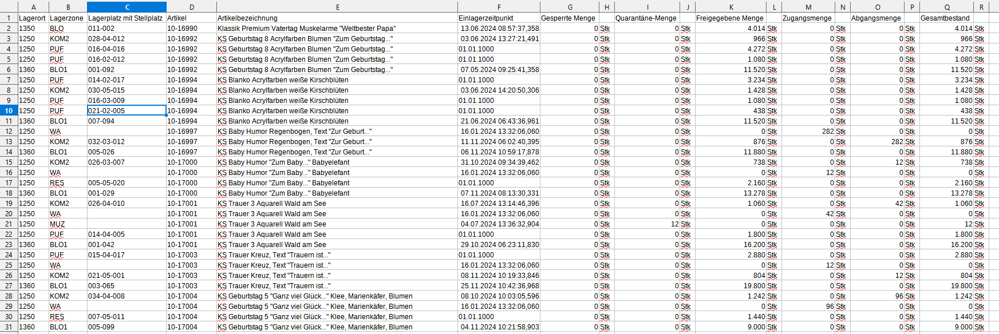 A B C D E F G H I J K L M N O P Q R
1 Lagerort Lagerzone Lagerplatz mit Stellplatz Artikel Artikelbezeichnung Einlagerzeitpunkt Gesperrte Menge Quarantäne-Menge Freigegebene Menge Zugangsmenge Abgangsmenge Gesamtbestand
2 1350 BLO 011-002 10-16990 Klassik Premium Vatertag Muskelarme "Weltbester Papa" 13.06.2024 08:57:37,358 0 Stk 0 Stk 4.014 Stk 0 Stk 0 Stk 4.014 Stk
3 1250 KOM2 028-04-012 10-16992 KS Geburtstag 8 Acrylfarben Blumen "Zum Geburtstag..." 03.06.2024 13:27:21,491 0 Stk 0 Stk 966 Stk 0 Stk 0 Stk 966 Stk
4 1250 PUF 016-04-016 10-16992 KS Geburtstag 8 Acrylfarben Blumen "Zum Geburtstag..." 01.01.1000 0 Stk 0 Stk 4.272 Stk 0 Stk 0 Stk 4.272 Stk
5 1250 PUF 016-02-012 10-16992 KS Geburtstag 8 Acrylfarben Blumen "Zum Geburtstag..." 01.01.1000 0 Stk 0 Stk 1.080 Stk 0 Stk 0 Stk 1.080 Stk
6 1360 BLO1 001-092 10-16992 KS Geburtstag 8 Acrylfarben Blumen "Zum Geburtstag..." 07.05.2024 09:25:41,358 0 Stk 0 Stk 11.520 Stk 0 Stk 0 Stk 11.520 Stk
7 1250 PUF 014-02-017 10-16994 KS Blanko Acrylfarben weiße Kirschblüten 01.01.1000 0 Stk 0 Stk 3.234 Stk 0 Stk 0 Stk 3.234 Stk
8 1250 KOM2 030-05-015 10-16994 KS Blanko Acrylfarben weiße Kirschblüten 03.06.2024 14:20:50,306 0 Stk 0 Stk 1.428 Stk 0 Stk 0 Stk 1.428 Stk
9 1250 PUF 016-03-009 10-16994 KS Blanko Acrylfarben weiße Kirschblüten 01.01.1000 0 Stk 0 Stk 1.080 Stk 0 Stk 0 Stk 1.080 Stk
10 1250 PUF 021-02-005 10-16994 KS Blanko Acrylfarben weiße Kirschblüten 01.01.1000 0 Stk 0 Stk 438 Stk 0 Stk 0 Stk 438 Stk
11 1360 BLO1 007-094 10-16994 KS Blanko Acrylfarben weiße Kirschblüten 21.06.2024 06:43:36,961 0 Stk 0 Stk 11.520 Stk 0 Stk 0 Stk 11.520 Stk
12 1250 WA 10-16997 KS Baby Humor Regenbogen, Text "Zur Geburt..." 16.01.2024 13:32:06,060 0 Stk 0 Stk 0 Stk 282 Stk 0 Stk 0 Stk
13 1250 KOM2 032-03-012 10-16997 KS Baby Humor Regenbogen, Text "Zur Geburt..." 11.11.2024 06:02:40,395 0 Stk 0 Stk 876 Stk 0 Stk 282 Stk 876 Stk
14 1360 BLO1 005-026 10-16997 KS Baby Humor Regenbogen, Text "Zur Geburt..." 06.11.2024 10:59:17,878 0 Stk 0 Stk 11.880 Stk 0 Stk 0 Stk 11.880 Stk
15 1250 KOM2 026-03-007 10-17000 KS Baby Humor "Zum Baby..." Babyelefant 31.10.2024 09:34:39,462 0 Stk 0 Stk 738 Stk 0 Stk 12 Stk 738 Stk
16 1250 WA 10-17000 KS Baby Humor "Zum Baby..." Babyelefant 16.01.2024 13:32:06,060 0 Stk 0 Stk 0 Stk 12 Stk 0 Stk 0 Stk
17 1250 RES 005-05-020 10-17000 KS Baby Humor "Zum Baby..." Babyelefant 01.01.1000 0 Stk 0 Stk 2.160 Stk 0 Stk 0 Stk 2.160 Stk
18 1360 BLO1 001-029 10-17000 KS Baby Humor "Zum Baby..." Babyelefant 07.11.2024 08:13:30,331 0 Stk 0 Stk 13.278 Stk 0 Stk 0 Stk 13.278 Stk
19 1250 KOM2 026-04-010 10-17001 KS Trauer 3 Aquarell Wald am See 16.07.2024 13:14:46,396 0 Stk 0 Stk 1.060 Stk 0 Stk 42 Stk 1.060 Stk
20 1250 WA 10-17001 KS Trauer 3 Aquarell Wald am See 16.01.2024 13:32:06,060 0 Stk 0 Stk 0 Stk 42 Stk 0 Stk 0 Stk
21 1250 MUZ 10-17001 KS Trauer 3 Aquarell Wald am See 04.07.2024 13:36:32,904 0 Stk 12 Stk 0 Stk 0 Stk 0 Stk 12 Stk
22 1250 PUF 014-04-005 10-17001 KS Trauer 3 Aquarell Wald am See 01.01.1000 0 Stk 0 Stk 1.800 Stk 0 Stk 0 Stk 1.800 Stk
23 1360 BLO1 001-042 10-17001 KS Trauer 3 Aquarell Wald am See 29.10.2024 06:23:11,830 0 Stk 0 Stk 16.200 Stk 0 Stk 0 Stk 16.200 Stk
24 1250 PUF 015-04-017 10-17003 KS Trauer Kreuz, Text "Trauern ist..." 01.01.1000 0 Stk 0 Stk 2.880 Stk 0 Stk 0 Stk 2.880 Stk
25 1250 WA 10-17003 KS Trauer Kreuz, Text "Trauern ist..." 16.01.2024 13:32:06,060 0 Stk 0 Stk 0 Stk 12 Stk 0 Stk 0 Stk
26 1250 KOM2 021-05-001 10-17003 KS Trauer Kreuz, Text "Trauern ist..." 08.11.2024 10:19:33,846 0 Stk 0 Stk 804 Stk 0 Stk 12 Stk 804 Stk
27 1360 BLO1 003-065 10-17003 KS Trauer Kreuz, Text "Trauern ist..." 25.11.2024 10:42:36,968 0 Stk 0 Stk 19.800 Stk 0 Stk 0 Stk 19.800 Stk
28 1250 KOM2 034-04-008 10-17004 KS Geburtstag 5 "Ganz viel Glück..." Klee, Marienkäfer, Blumen 08.10.2024 10:03:05,596 0 Stk 0 Stk 1.242 Stk 0 Stk 96 Stk 1.242 Stk
29 1250 WA 10-17004 KS Geburtstag 5 "Ganz viel Glück..." Klee, Marienkäfer, Blumen 16.01.2024 13:32:06,060 0 Stk 0 Stk 0 Stk 96 Stk 0 Stk 0 Stk
30 1250 RES 007-05-011 10-17004 KS Geburtstag 5 "Ganz viel Glück..." Klee, Marienkäfer, Blumen 01.01.1000 0 Stk 0 Stk 1.440 Stk 0 Stk 0 Stk 1.440 Stk
31 1360 BLO1 005-099 10-17004 KS Geburtstag 5 "Ganz viel Glück..." Klee, Marienkäfer, Blumen 04.11.2024 10:21:58,903 0 Stk 0 Stk 9.000 Stk 0 Stk 0 Stk 9.000 Stk